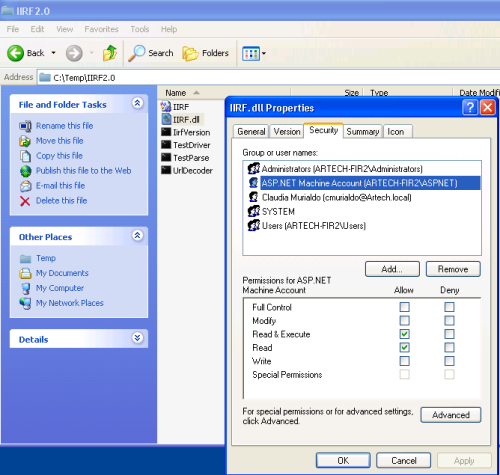 IIRF2.0
File Edit View Favorites Tools Help
Back Search Folders
Address C:\Temp\IIRF2.0
Name Size Type Date Modifi
File and Folder Tasks
Rename this file
Move this file
Copy this file
Publish this file to the Web
E-mail this file
Delete this file
Other Places
Temp
My Documents
My Computer
My Network Places
Details
IIRF
IIRF.dll
IirfVersion
TestDriver
TestParse
UrlDecoder
IIRF.dll Properties
General Version Security Summary Icon
Group or user names:
Administrators (ARTECH-FIR2\Administrators)
ASP.NET Machine Account (ARTECH-FIR2\ASPNET)
Claudia Murialdo (cmurialdo@Artech.local)
SYSTEM
Users (ARTECH-FIR2\Users)
Add... Remove
Permissions for ASP.NET
Machine Account Allow Deny
Full Control
Modify
Read & Execute
Read
Write
Special Permissions
For special permissions or for advanced settings,
click Advanced.
Advanced
OK Cancel Apply